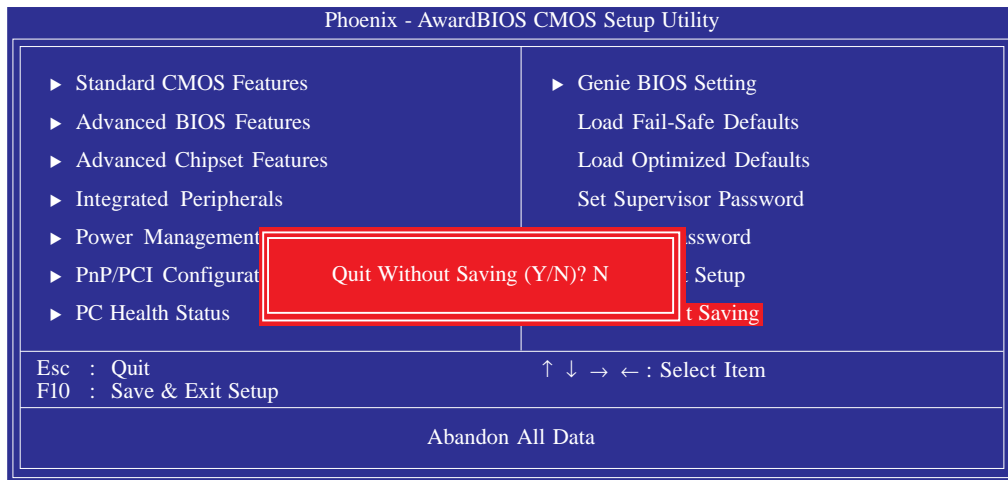 Phoenix - AwardBIOS CMOS Setup Utility
▶ Standard CMOS Features
▶ Advanced BIOS Features
▶ Advanced Chipset Features
▶ Integrated Peripherals
▶ Power Management
▶ PnP/PCI Configurat
▶ PC Health Status
▶ Genie BIOS Setting
Load Fail-Safe Defaults
Load Optimized Defaults
Set Supervisor Password
ssword
t Setup
t Saving
Quit Without Saving (Y/N)? N
Esc : Quit
F10 : Save & Exit Setup
↑ ↓ → ← : Select Item
Abandon All Data